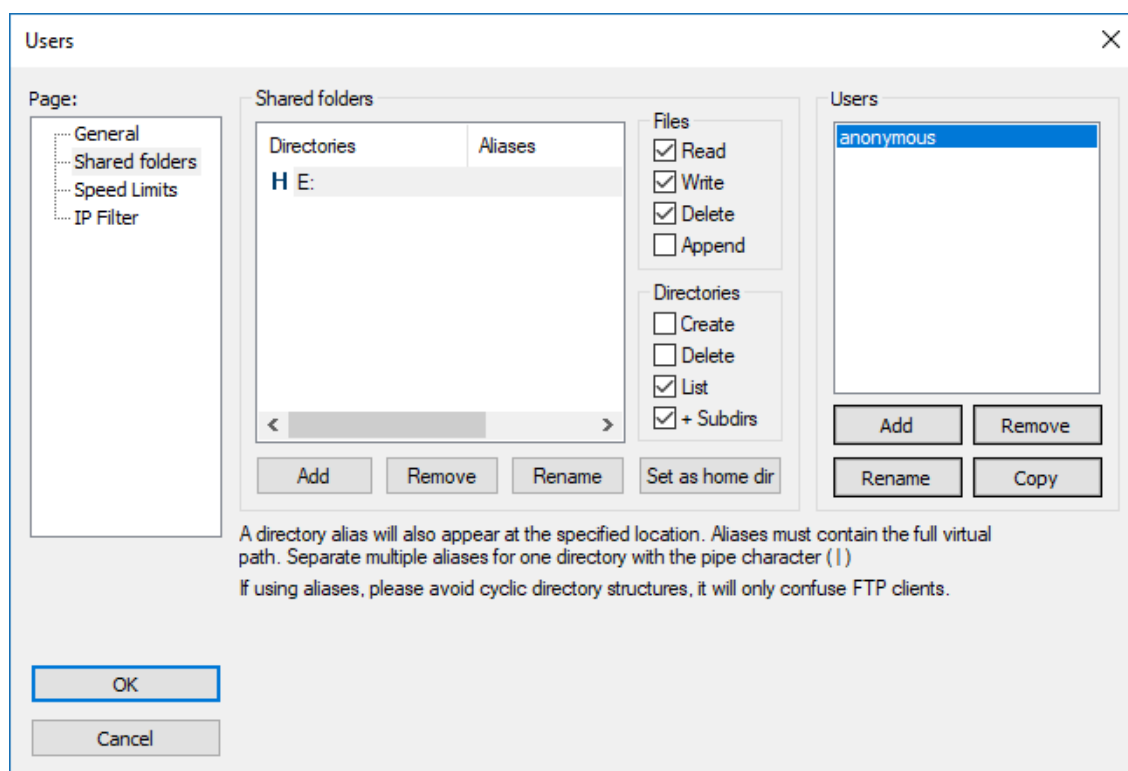 Users
Page:
General
Shared folders
Speed Limits
IP Filter
OK
Cancel
Shared folders
Directories Aliases
H E:
Add Remove Rename Set as home dir
Files
Read
Write
Delete
Append
Directories
Create
Delete
List
+ Subdirs
Users
anonymous
Add Remove
Rename Copy
A directory alias will also appear at the specified location. Aliases must contain the full virtual
path. Separate multiple aliases for one directory with the pipe character ( | )
If using aliases, please avoid cyclic directory structures, it will only confuse FTP clients.